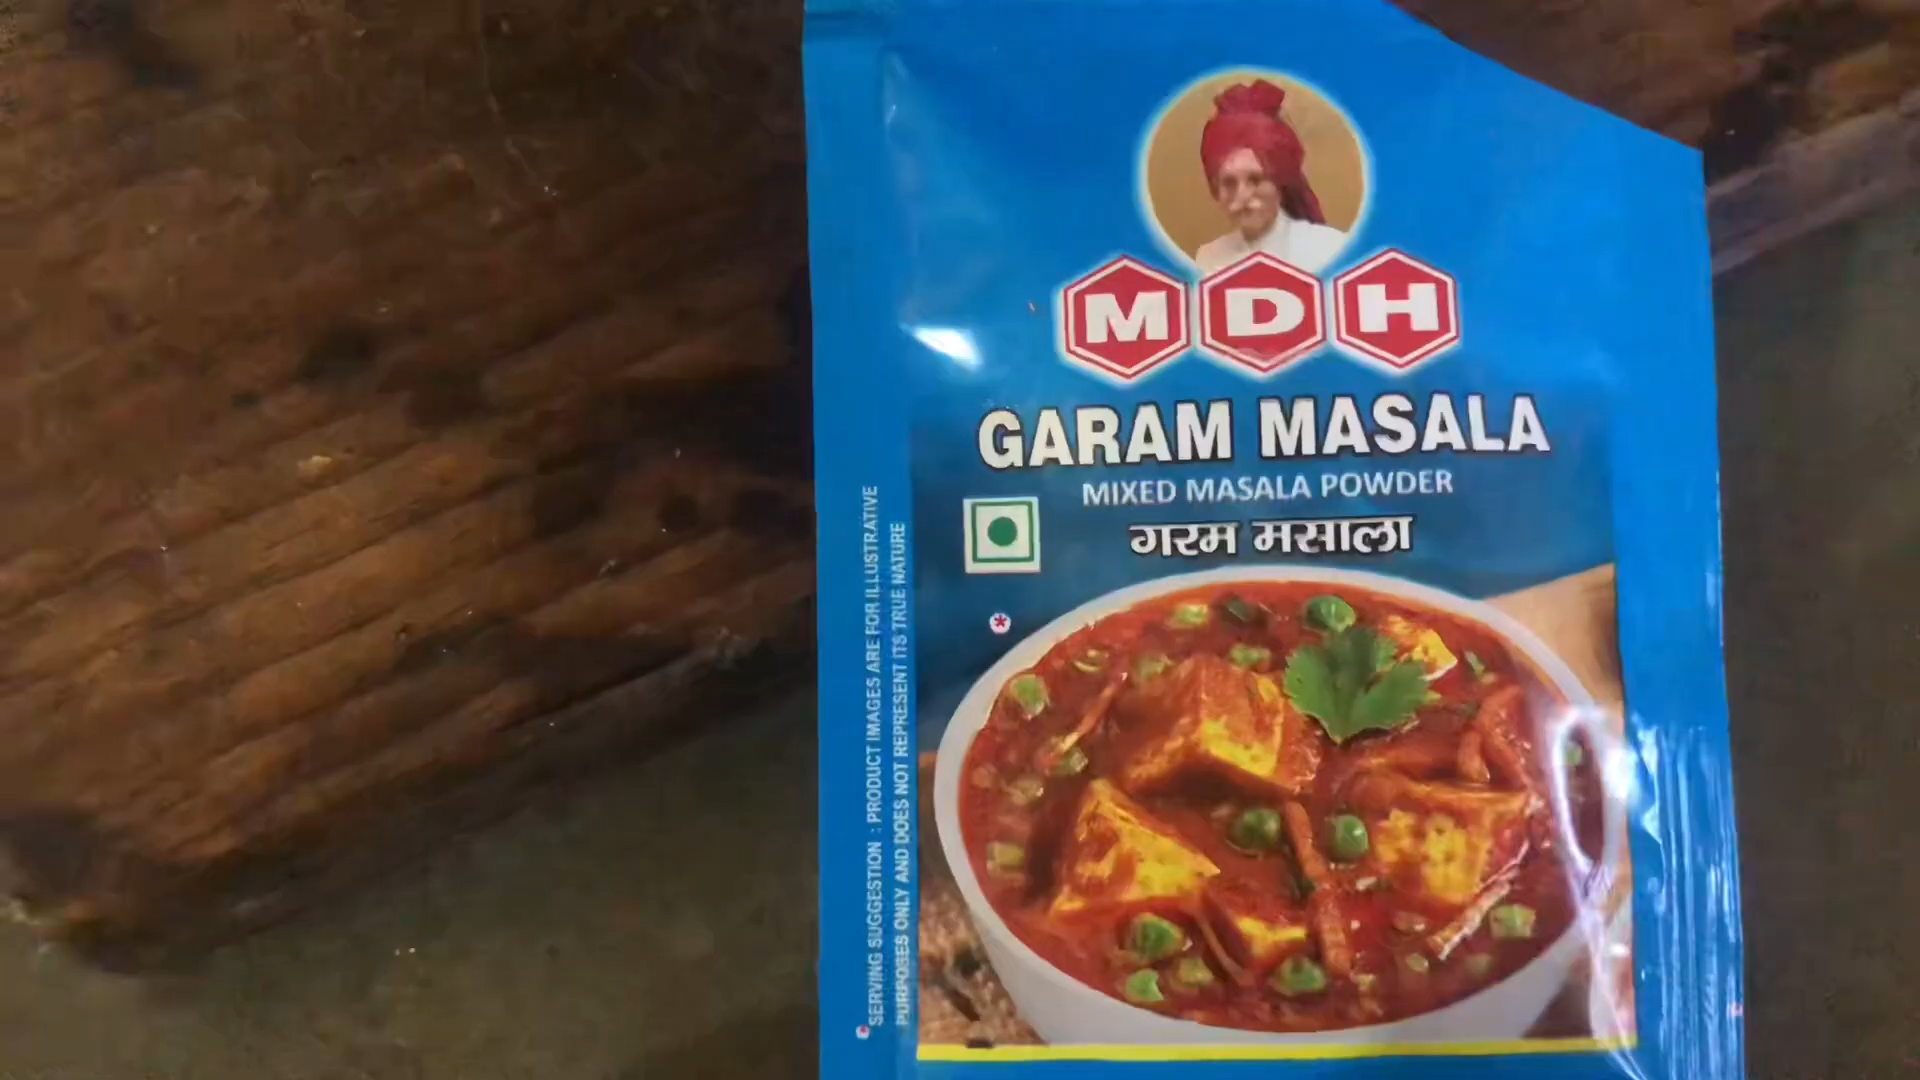 MDH
GARAM MASALA
MIXED MASALA POWDER
गरम मसाला
*
*SERVING SUGGESTION : PRODUCT IMAGES ARE FOR ILLUSTRATIVE
PURPOSES ONLY AND DOES NOT REPRESENT ITS TRUE NATURE